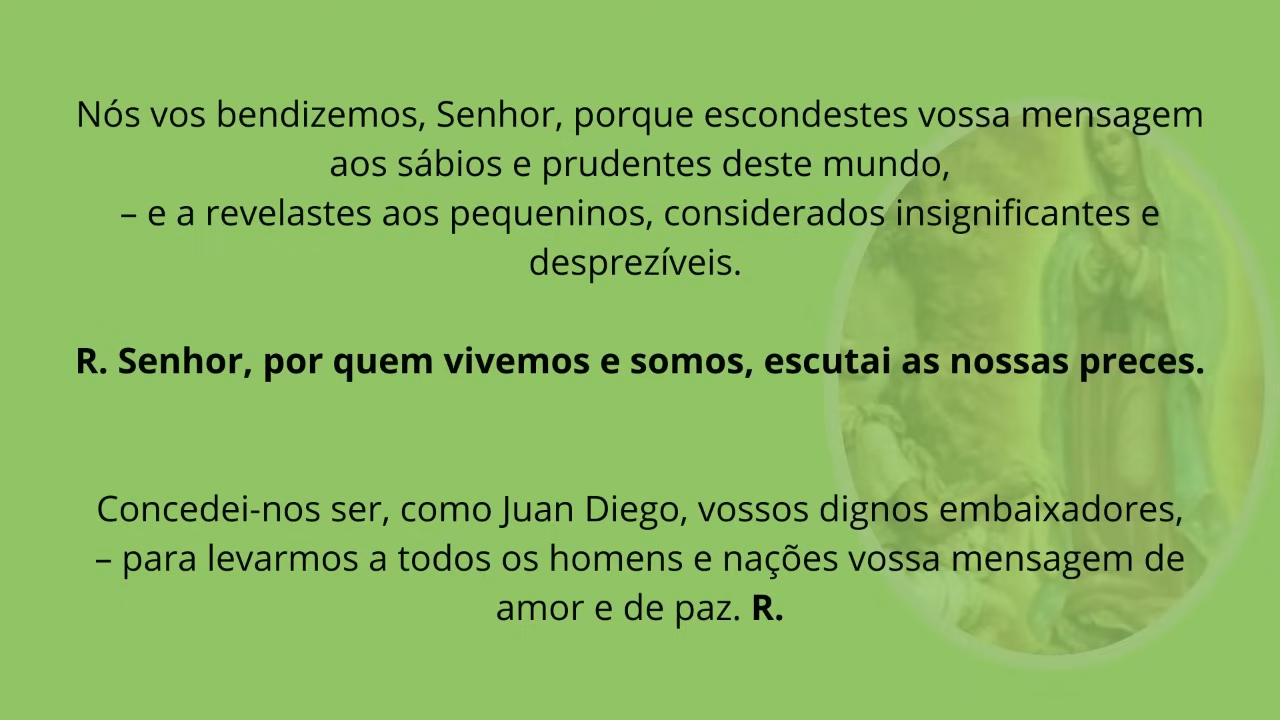 Nós vos bendizemos, Senhor, porque escondestes vossa mensagem
aos sábios e prudentes deste mundo,
– e a revelastes aos pequeninos, considerados insignificantes e
desprezíveis.
R. Senhor, por quem vivemos e somos, escutai as nossas preces.
Concedei-nos ser, como Juan Diego, vossos dignos embaixadores,
– para levarmos a todos os homens e nações vossa mensagem de
amor e de paz. R.